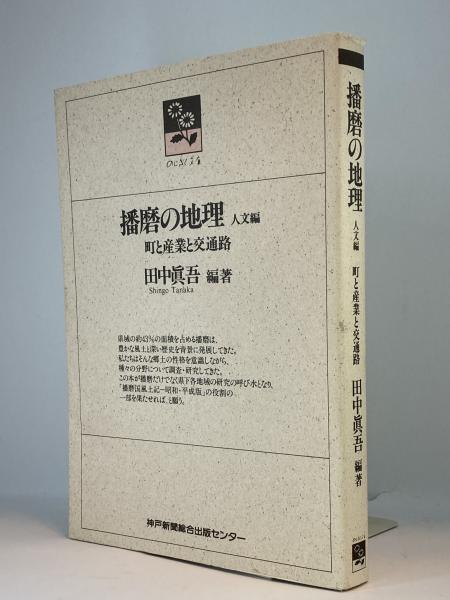 のじぎく文庫
播磨の地理 人文編
町と産業と交通路
田中眞吾 編著
Shingo Tanaka
県域の約43%の面積を占める播磨は、
豊かな風土と深い歴史を背景に発展してきた。
私たちはそんな郷土の性格を意識しながら、
種々の分野について調査・研究してきた。
この本が播磨だけでなく県下各地域の研究の呼び水となり、
「播磨国風土記―昭和・平成版」の役割の
一部を果たせれば、と願う。
神戸新聞総合出版センター
播磨の地理 人文編 町と産業と交通路 田中眞吾 編著